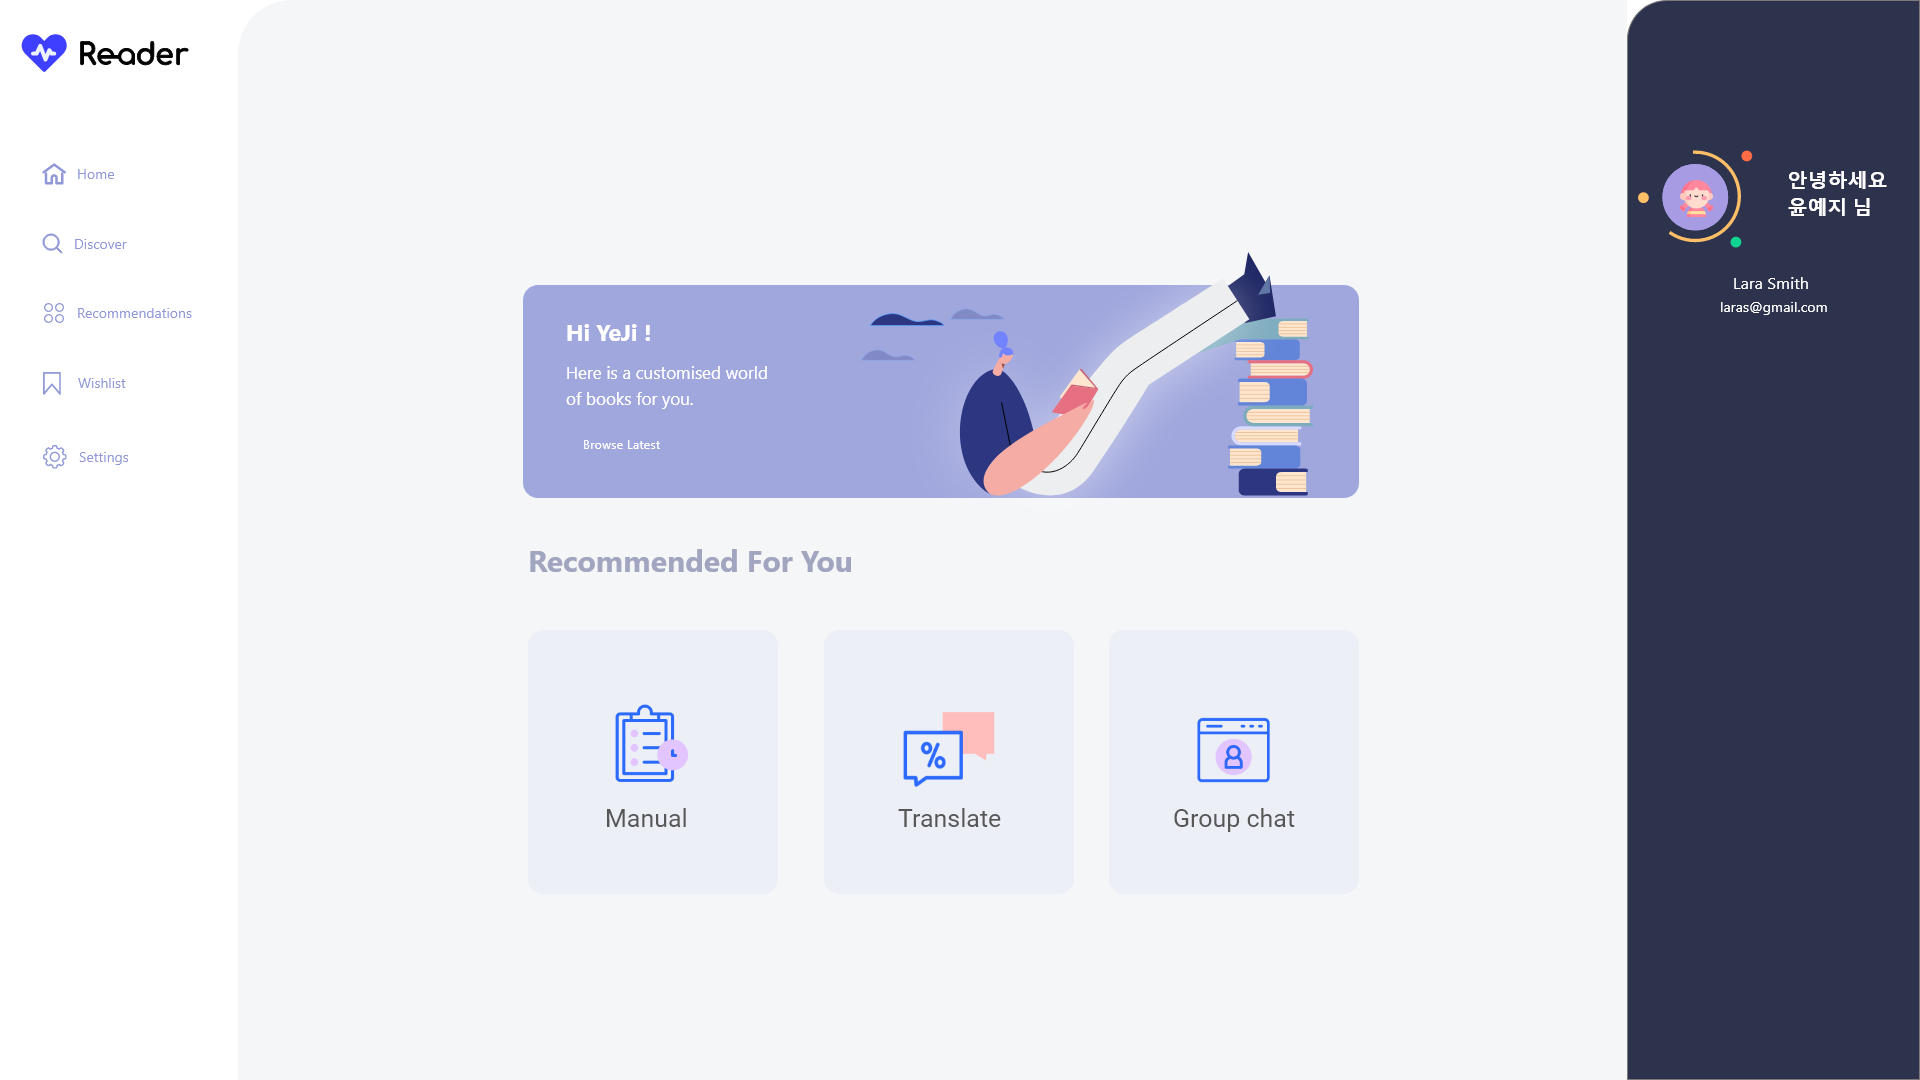 Reader
Home
Discover
Recommendations
Wishlist
Settings
Hi YeJi !
Here is a customised world
of books for you.
Browse Latest
Recommended For You
Manual
%
Translate
Group chat
안녕하세요
윤예지 님
Lara Smith
laras@gmail.com